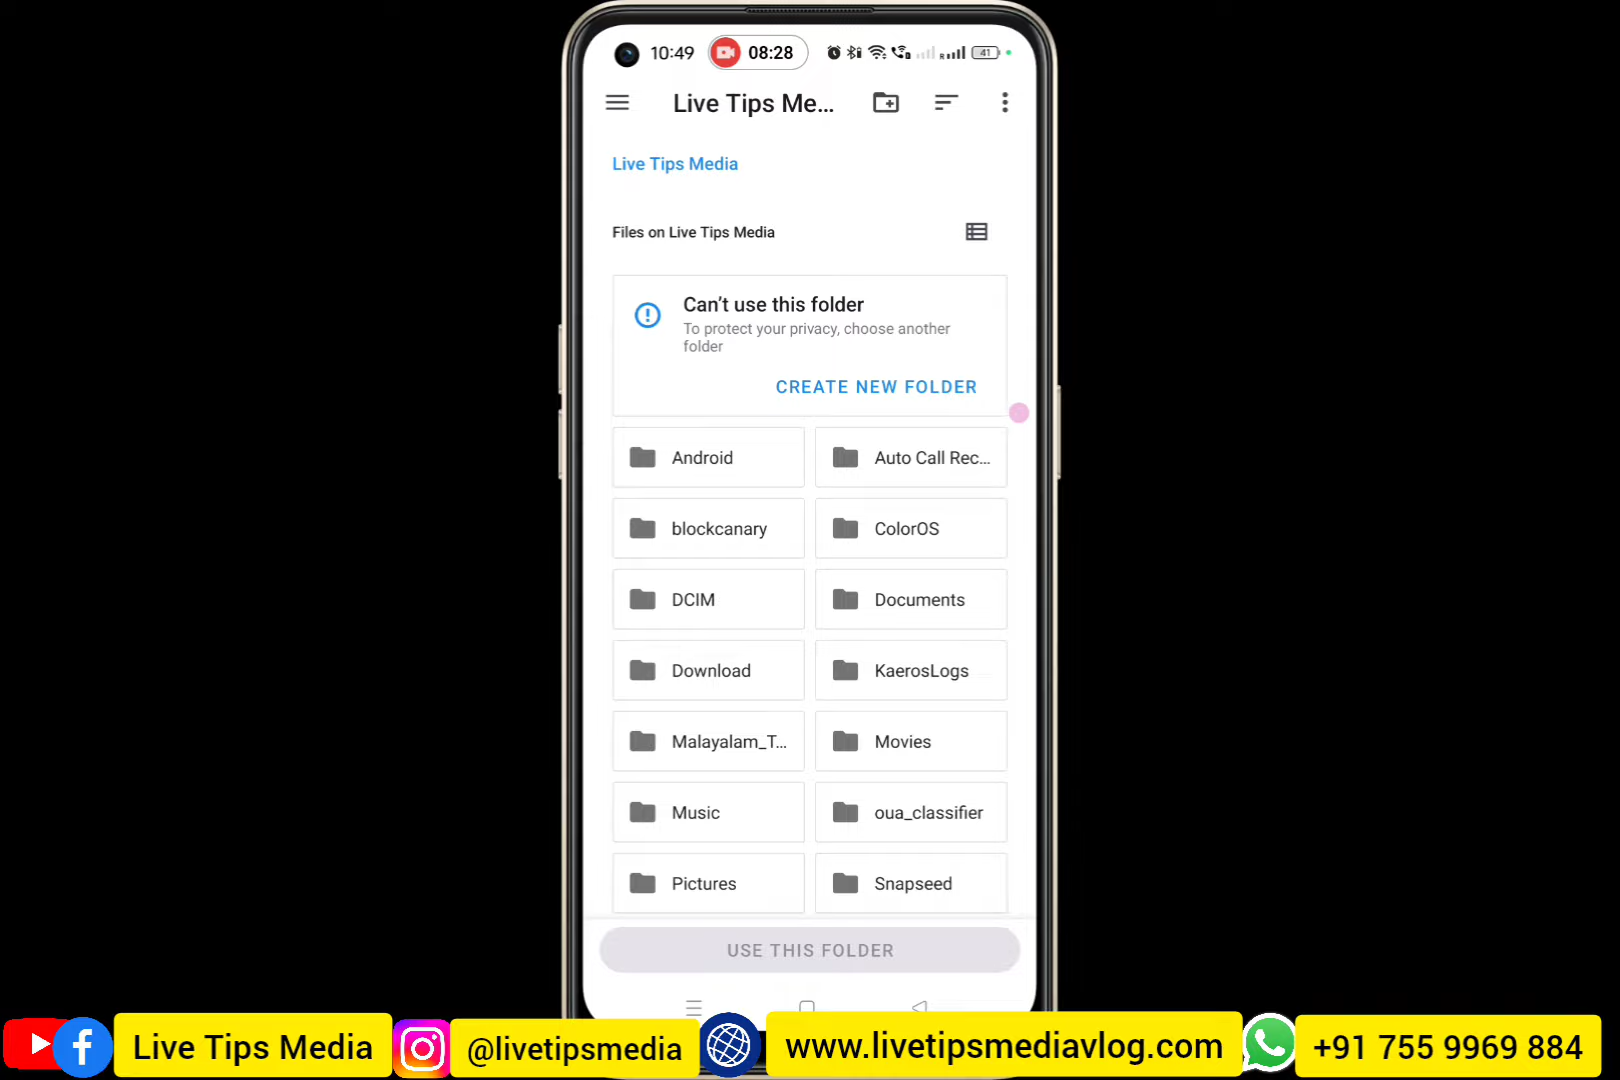 10:49
08:28
41
Live Tips Me...
Live Tips Media
Files on Live Tips Media
Can’t use this folder
To protect your privacy, choose another
folder
CREATE NEW FOLDER
Android
Auto Call Rec...
blockcanary
ColorOS
DCIM
Documents
Download
KaerosLogs
Malayalam_T...
Movies
Music
oua_classifier
Pictures
Snapseed
USE THIS FOLDER
Live Tips Media
@livetipsmedia
www.livetipsmediavlog.com
+91 755 9969 884